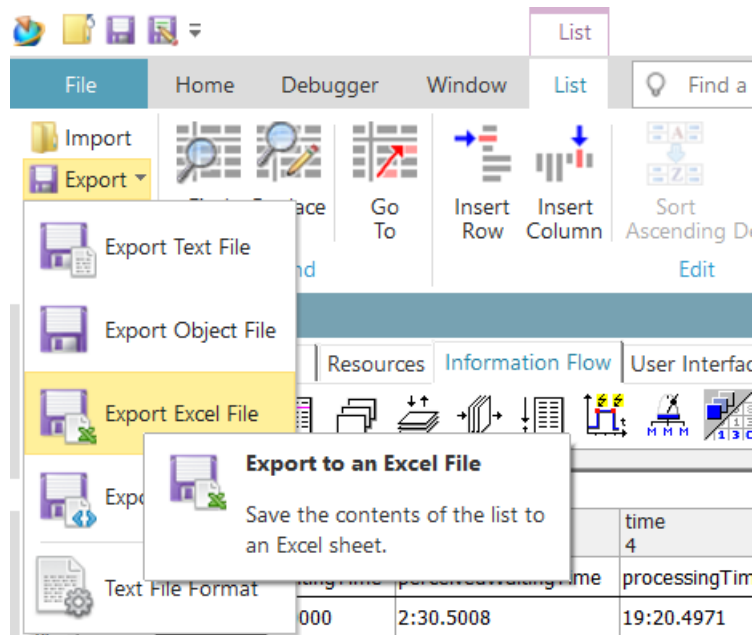 List
File Home Debugger Window List Find a
Import
Export
Go To
Insert Row
Insert Column
Sort
Ascending
Edit
Export Text File
Export Object File
Resources Information Flow User Interfac
Export Excel File
Export to an Excel File
Save the contents of the list to
an Excel sheet.
time
4
Text File Format
processingTim
000 2:30.5008 19:20.4971